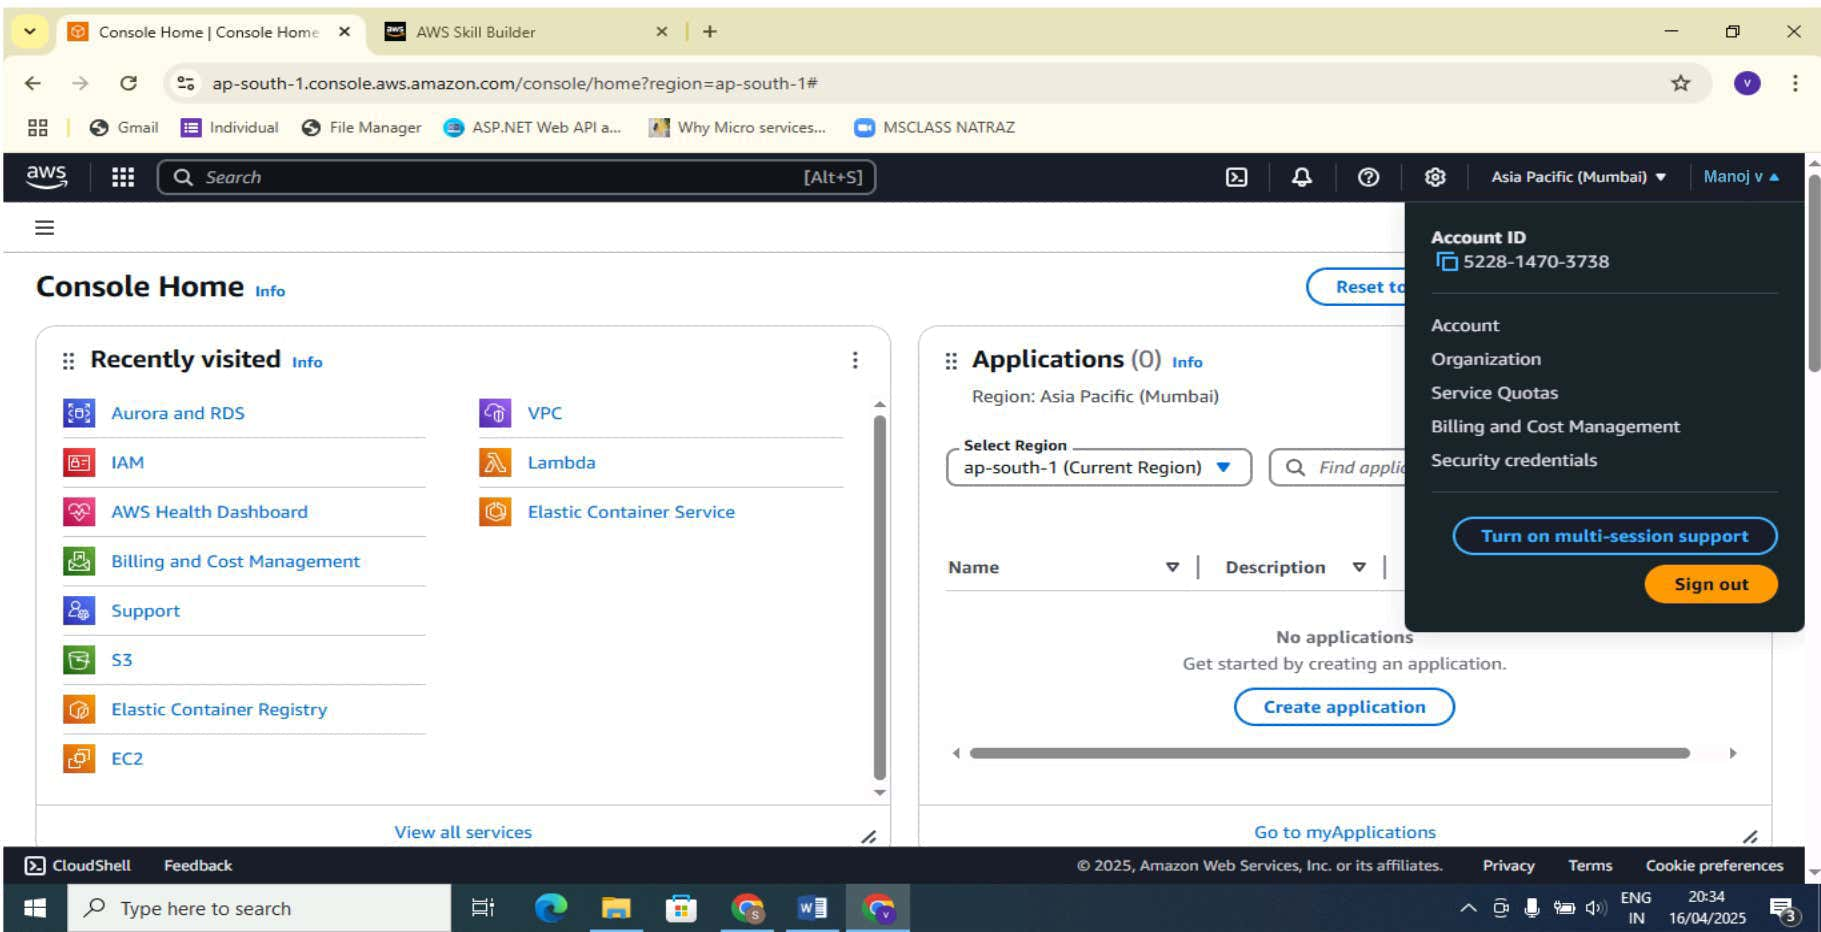 Console Home | Console Home
AWS Skill Builder
ap-south-1.console.aws.amazon.com/console/home?region=ap-south-1#
V
Gmail
Individual
File Manager
ASP.NET Web API a...
Why Micro services...
MSCLASS NATRAZ
aws
Search
[Alt+S]
Asia Pacific (Mumbai)
Manoj v
Account ID
5228-1470-3738
Account
Organization
Service Quotas
Billing and Cost Management
Security credentials
Turn on multi-session support
Sign out
Console Home Info
Reset to
Recently visited Info
Aurora and RDS
IAM
AWS Health Dashboard
Billing and Cost Management
Support
S3
Elastic Container Registry
EC2
VPC
Lambda
Elastic Container Service
View all services
Applications (0) Info
Region: Asia Pacific (Mumbai)
Select Region
ap-south-1 (Current Region)
Find applic
Name
Description
No applications
Get started by creating an application.
Create application
Go to myApplications
CloudShell
Feedback
© 2025, Amazon Web Services, Inc. or its affiliates.
Privacy
Terms
Cookie preferences
Type here to search
ENG
IN
20:34
16/04/2025
3